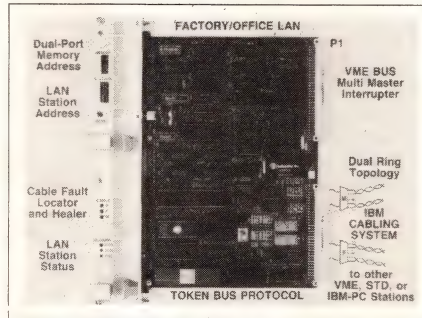 FACTORY/OFFICE LAN
Dual-Port
Memory
Address
LAN
Station
Address
Cable Fault
Locator
and Healer
LAN
Station
Status
P1
VME BUS
Multi Master
Interrupter
Dual Ring
Topology
IBM
CABLING
SYSTEM
to other
VME, STD, or
IBM-PC Stations
TOKEN BUS PROTOCOL